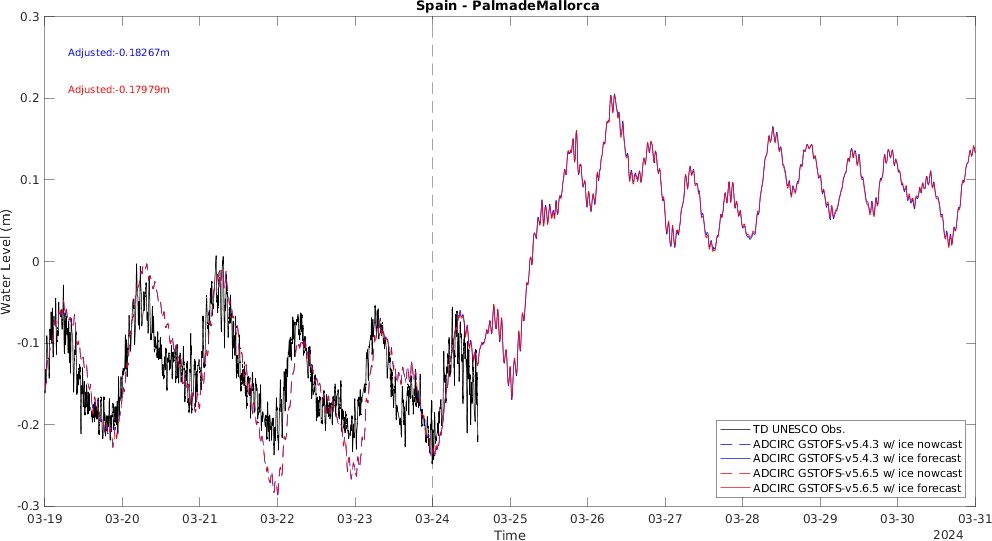 Spain - PalmadeMallorca
Adjusted:-0.18267m
Adjusted:-0.17979m
Water Level (m)
0.3
0.2
0.1
0
-0.1
-0.2
-0.3
TD UNESCO Obs.
ADCIRC GSTOFS-v5.4.3 w/ ice nowcast
ADCIRC GSTOFS-v5.4.3 w/ ice forecast
ADCIRC GSTOFS-v5.6.5 w/ ice nowcast
ADCIRC GSTOFS-v5.6.5 w/ ice forecast
03-19 03-20 03-21 03-22 03-23 03-24 03-25 03-26 03-27 03-28 03-29 03-30 03-31
Time
2024